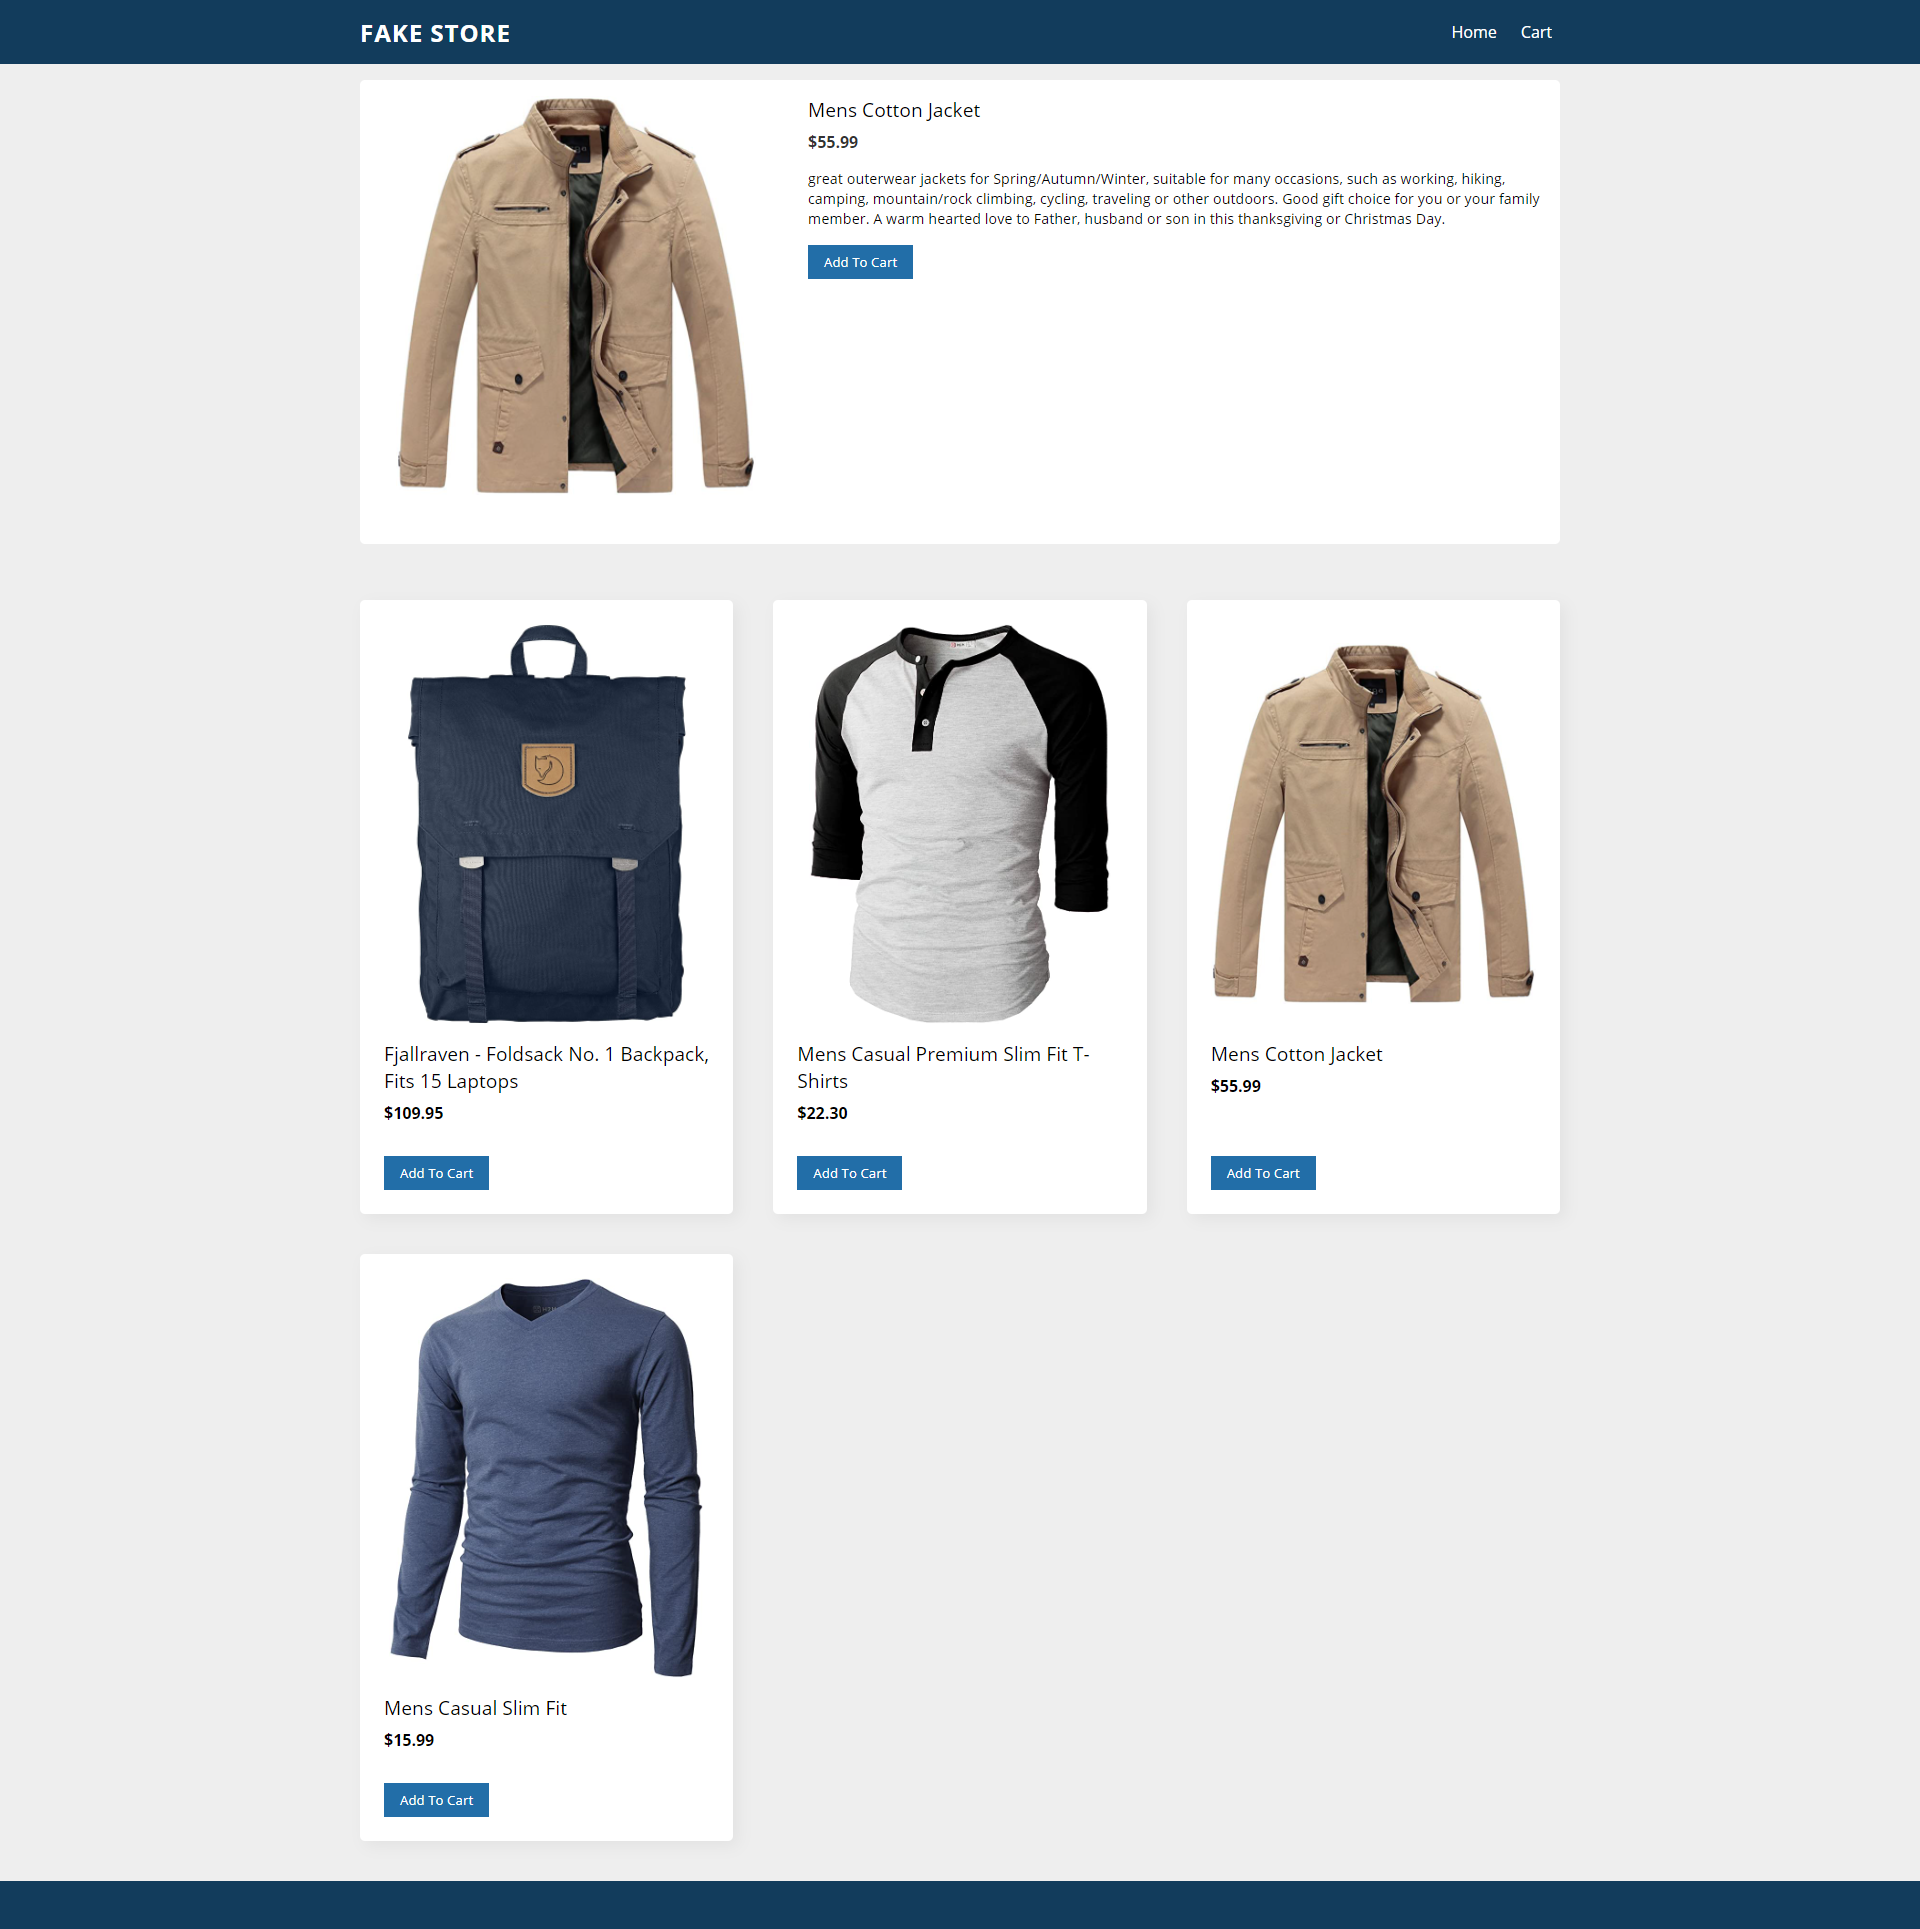 FAKE STORE
Home
Cart
Mens Cotton Jacket
$55.99
great outerwear jackets for Spring/Autumn/Winter, suitable for many occasions, such as working, hiking,
camping, mountain/rock climbing, cycling, traveling or other outdoors. Good gift choice for you or your family
member. A warm hearted love to Father, husband or son in this thanksgiving or Christmas Day.
Add To Cart
Fjallraven - Foldsack No. 1 Backpack,
Fits 15 Laptops
$109.95
Add To Cart
Mens Casual Premium Slim Fit T-
Shirts
$22.30
Add To Cart
Mens Cotton Jacket
$55.99
Add To Cart
Mens Casual Slim Fit
$15.99
Add To Cart